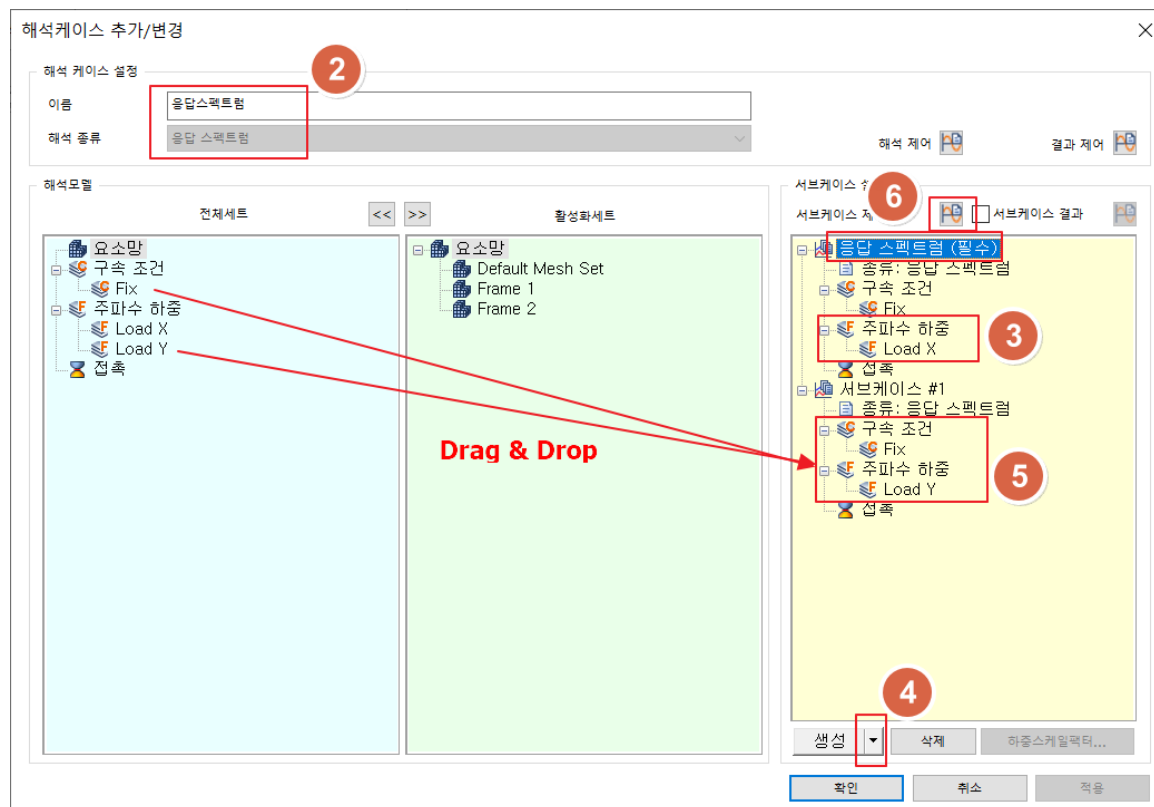 해석케이스 추가/변경
해석 케이스 설정
2
이름
응답스펙트럼
해석 종류
응답 스펙트럼
해석 제어
결과 제어
해석모델
전체세트
<<
>>
활성화세트
요소망
구속 조건
Fix
주파수 하중
Load X
Load Y
접촉
요소망
Default Mesh Set
Frame 1
Frame 2
Drag & Drop
서브케이스
6
서브케이스
서브케이스 결과
응답 스펙트럼 (필수)
종류: 응답 스펙트럼
구속 조건
Fix
주파수 하중
3
Load X
접촉
서브케이스 #1
종류: 응답 스펙트럼
구속 조건
Fix
주파수 하중
5
Load Y
접촉
4
생성
삭제
하중스케일팩터...
확인
취소
적용